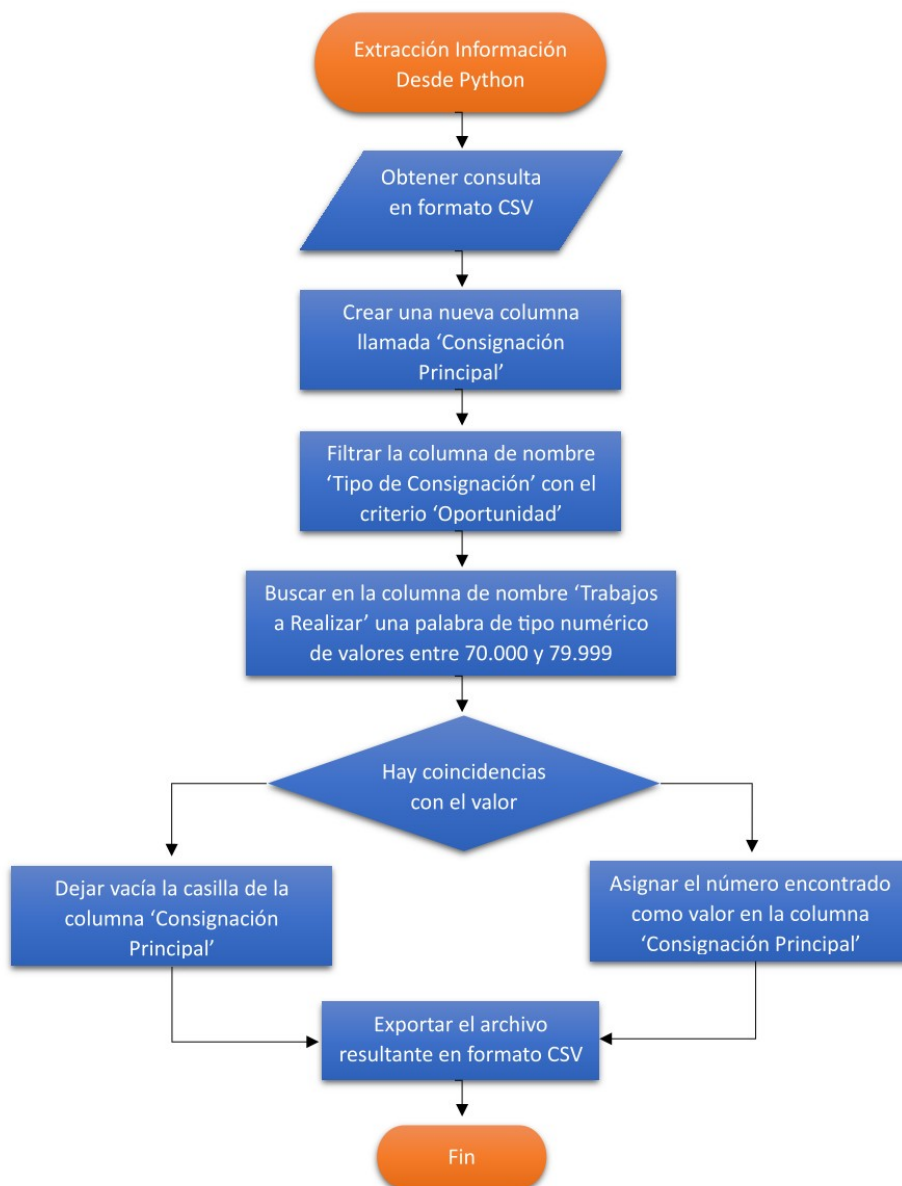 Extracción Información
Desde Python
Obtener consulta
en formato CSV
Crear una nueva columna
llamada ‘Consignación
Principal’
Filtrar la columna de nombre
‘Tipo de Consignación’ con el
criterio ‘Oportunidad’
Buscar en la columna de nombre ‘Trabajos
a Realizar’ una palabra de tipo numérico
de valores entre 70.000 y 79.999
Hay coincidencias
con el valor
Dejar vacía la casilla de la
columna ‘Consignación
Principal’
Asignar el número encontrado
como valor en la columna
‘Consignación Principal’
Exportar el archivo
resultante en formato CSV
Fin